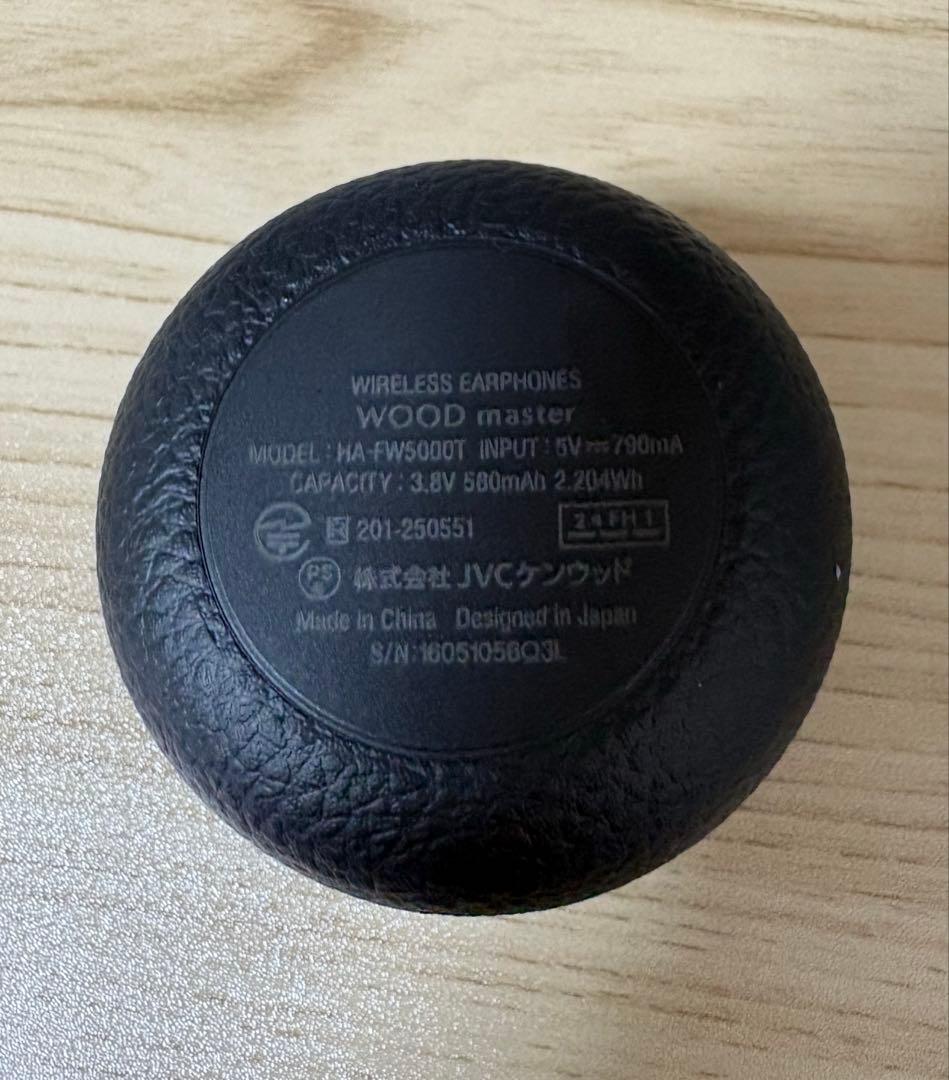 WIRELESS EARPHONES
WOOD master
MODEL : HA-FW5000T INPUT : 5V⎓790mA
CAPACITY : 3.8V 580mAh 2.204Wh
R 201-250551 2.4 FH 1
PS E 株式会社 JVCケンウッド
Made in China Designed in Japan
S/N:16051056Q3L